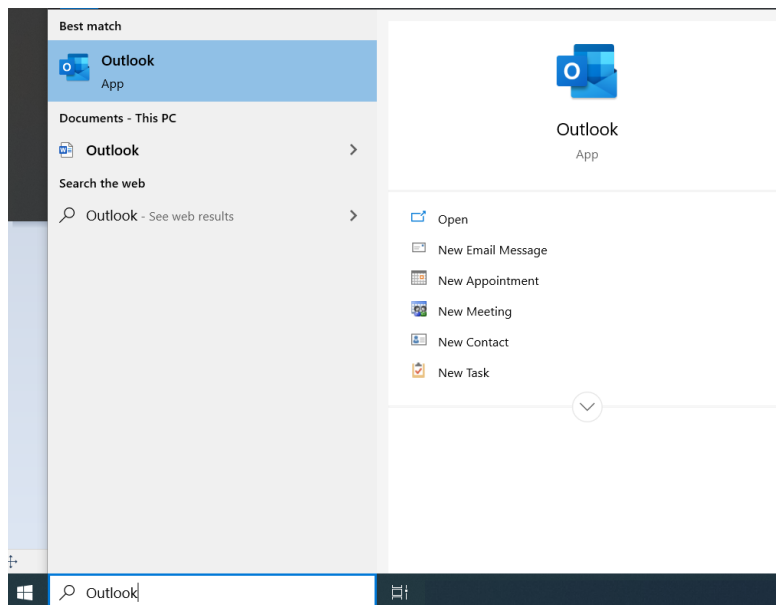 Best match
Outlook
App
Documents - This PC
Outlook
Search the web
Outlook - See web results
Outlook
App
Open
New Email Message
New Appointment
New Meeting
New Contact
New Task
Outlook